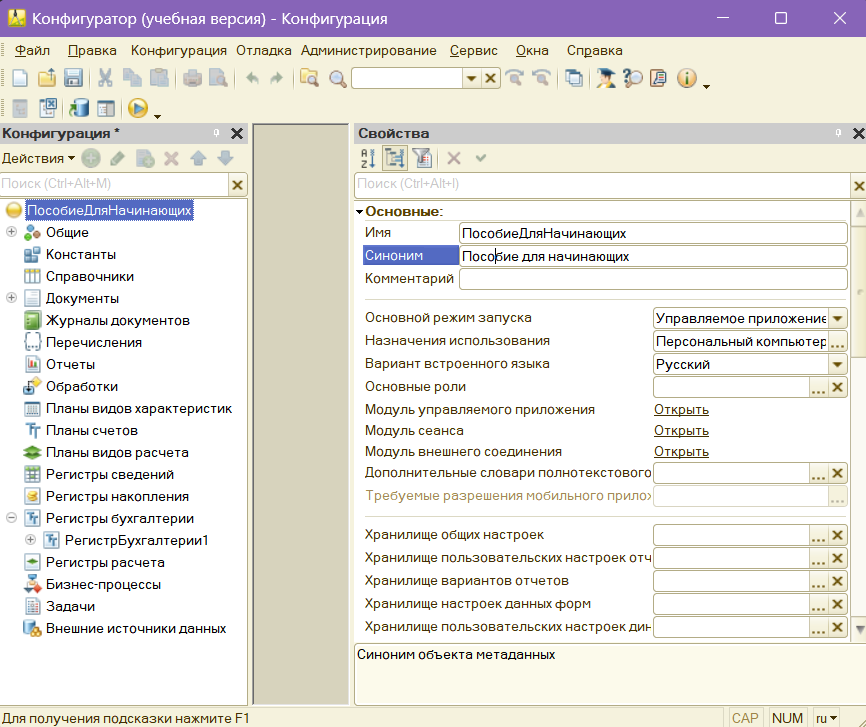 Конфигуратор (учебная версия) - Конфигурация
Файл Правка Конфигурация Отладка Администрирование Сервис Окна Справка
Конфигурация *
Действия
Поиск (Ctrl+Alt+M)
ПособиеДляНачинающих
Общие
Константы
Справочники
Документы
Журналы документов
Перечисления
Отчеты
Обработки
Планы видов характеристик
Планы счетов
Планы видов расчета
Регистры сведений
Регистры накопления
Регистры бухгалтерии
РегистрБухгалтерии1
Регистры расчета
Бизнес-процессы
Задачи
Внешние источники данных
Свойства
Поиск (Ctrl+Alt+I)
Основные:
Имя ПособиеДляНачинающих
Синоним Пособие для начинающих
Комментарий
Основной режим запуска Управляемое приложение
Назначения использования Персональный компьютер ...
Вариант встроенного языка Русский
Основные роли ...
Модуль управляемого приложения Открыть
Модуль сеанса Открыть
Модуль внешнего соединения Открыть
Дополнительные словари полнотекстового ...
Требуемые разрешения мобильного прилож ...
Хранилище общих настроек ...
Хранилище пользовательских настроек отч ...
Хранилище вариантов отчетов ...
Хранилище настроек данных форм ...
Хранилище пользовательских настроек дин ...
Синоним объекта метаданных
Для получения подсказки нажмите F1
CAP NUM ru